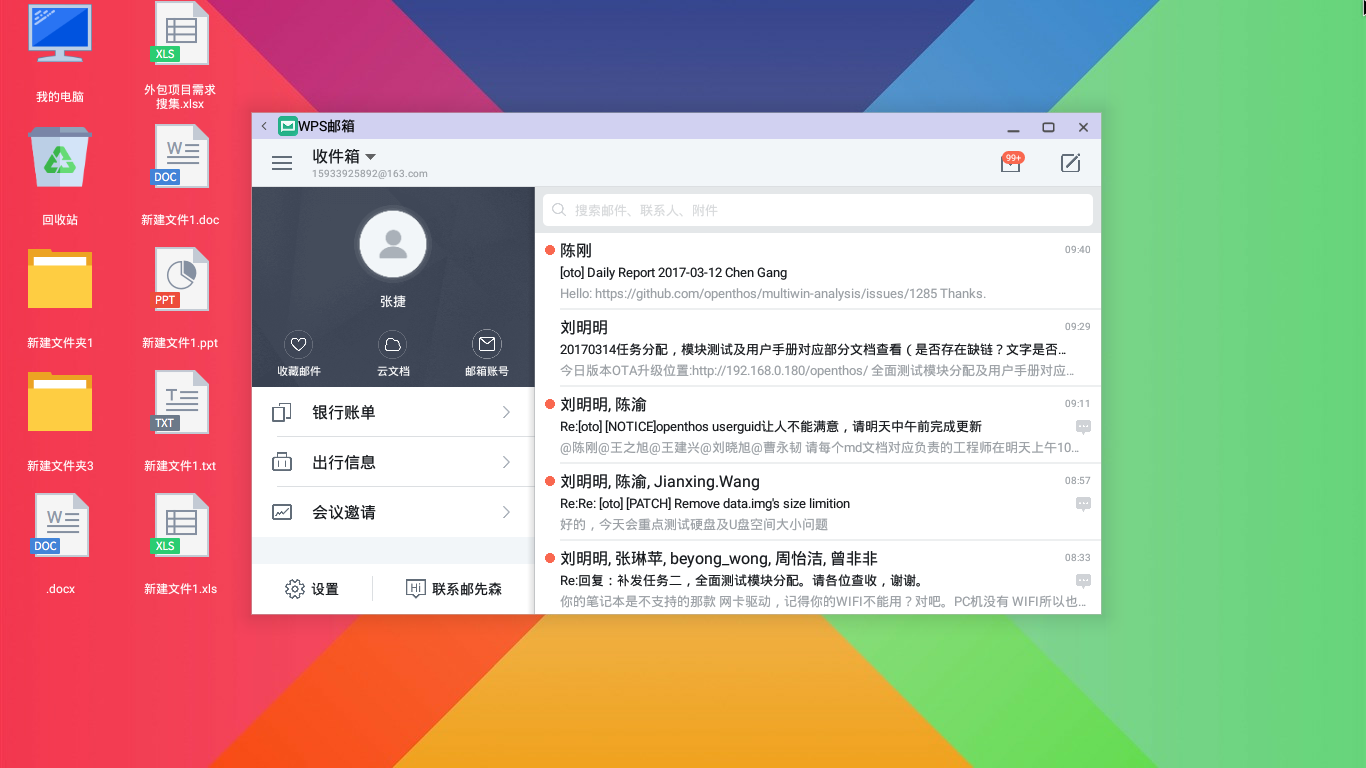 我的电脑
XLS
外包项目需求
搜集.xlsx
回收站
W
DOC
新建文件1.doc
新建文件夹1
PPT
新建文件1.ppt
新建文件夹3
T
TXT
新建文件1.txt
W
DOC
.docx
XLS
新建文件1.xls
WPS邮箱
收件箱
15933925892@163.com
99+
张捷
收藏邮件
云文档
邮箱账号
银行账单
出行信息
会议邀请
设置
Hi
联系邮先森
搜索邮件、联系人、附件
陈刚 09:40
[oto] Daily Report 2017-03-12 Chen Gang
Hello: https://github.com/openthos/multiwin-analysis/issues/1285 Thanks.
刘明明 09:29
20170314任务分配，模块测试及用户手册对应部分文档查看（是否存在缺链？文字是否...
今日版本OTA升级位置:http://192.168.0.180/openthos/ 全面测试模块分配及用户手册对应...
刘明明, 陈渝 09:11
Re:[oto] [NOTICE]openthos userguid让人不能满意，请明天中午前完成更新
@陈刚@王之旭@王建兴@刘晓旭@曹永韧 请每个md文档对应负责的工程师在明天上午10...
刘明明, 陈渝, Jianxing.Wang 08:57
Re:Re: [oto] [PATCH] Remove data.img's size limition
好的，今天会重点测试硬盘及U盘空间大小问题
刘明明, 张琳苹, beyong_wong, 周怡洁, 曾非非 08:33
Re:回复：补发任务二，全面测试模块分配。请各位查收，谢谢。
你的笔记本是不支持的那款 网卡驱动，记得你的WIFI不能用？对吧。PC机没有 WIFI所以也...